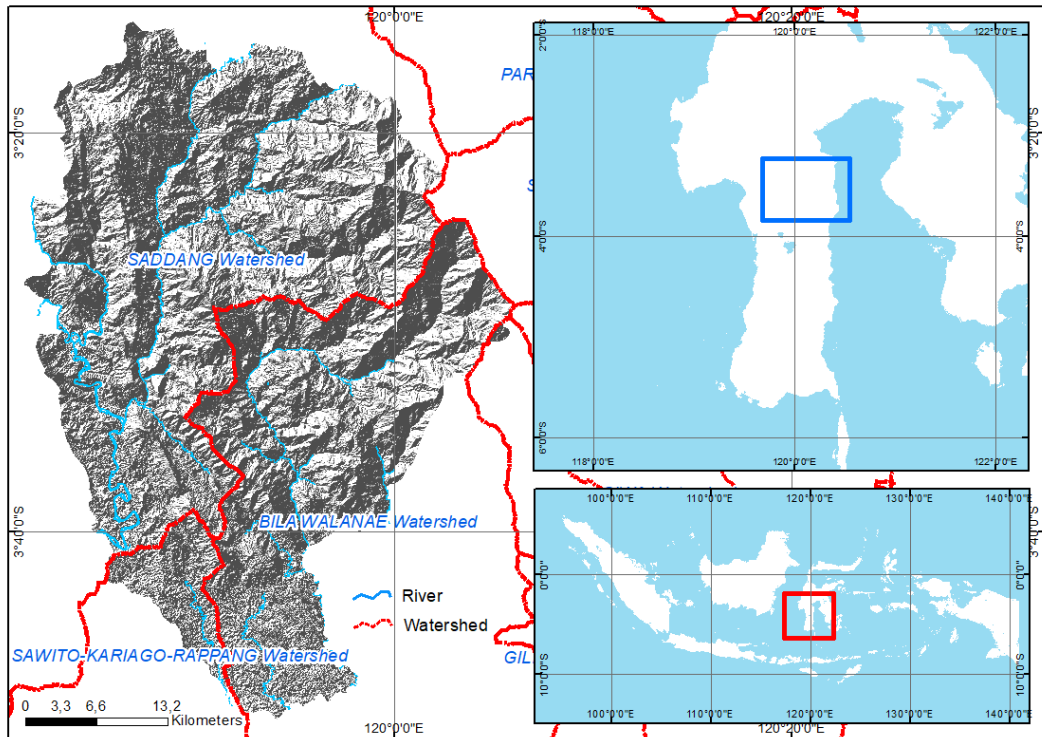 120°0'0"E
120°20'0"E
3°20'0"S
PAR
S
SADDANG Watershed
BILA WALANAE Watershed
3°40'0"S
SAWITO-KARIAGO-RAPPANG Watershed
GIL
River
Watershed
0 3,3 6,6 13,2
Kilometers
120°0'0"E
118°0'0"E 120°0'0"E 122°0'0"E
2°0'0"S
3°20'0"S
4°0'0"S 4°0'0"S
6°0'0"S
118°0'0"E 120°0'0"E 122°0'0"E
100°0'0"E 110°0'0"E 120°0'0"E 130°0'0"E 140°0'0"E
3°40'0"S
0°0'0" 0°0'0"
10°0'0"S 10°0'0"S
100°0'0"E 110°0'0"E 120°0'0"E 130°0'0"E 140°0'0"E
120°20'0"E